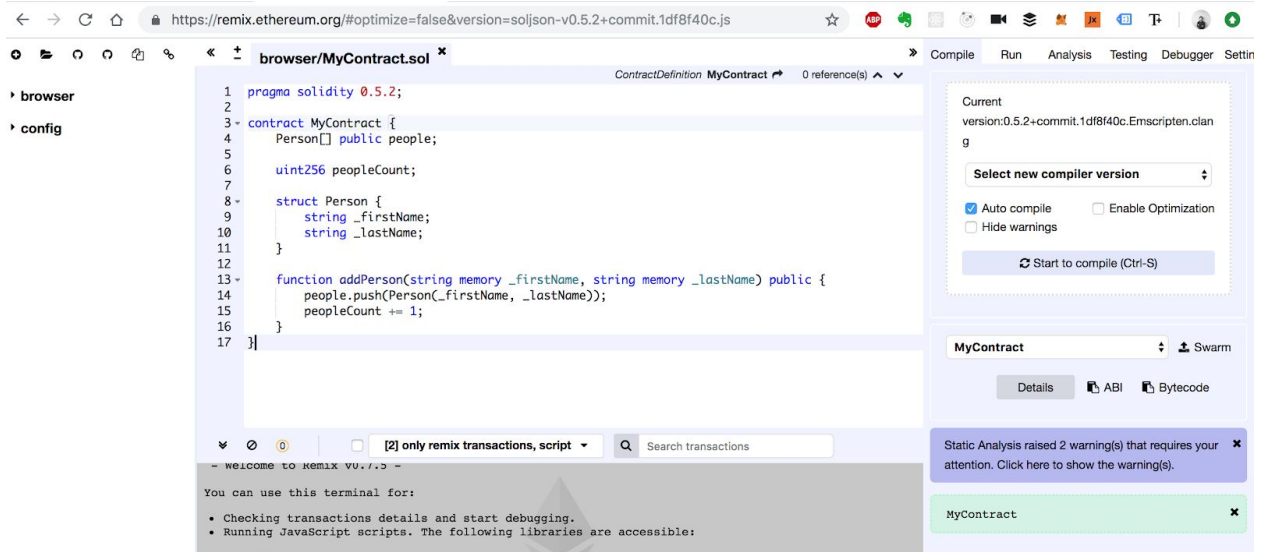 https://remix.ethereum.org/#optimize=false&version=soljson-v0.5.2+commit.1df8f40c.js
ABP
JX
browser
config
browser/MyContract.sol
ContractDefinition MyContract 0 reference(s)
1 pragma solidity 0.5.2;
2
3 contract MyContract {
4 Person[] public people;
5
6 uint256 peopleCount;
7
8 struct Person {
9 string _firstName;
10 string _lastName;
11 }
12
13 function addPerson(string memory _firstName, string memory _lastName) public {
14 people.push(Person(_firstName, _lastName));
15 peopleCount += 1;
16 }
17 }
0
[2] only remix transactions, script
Search transactions
- Welcome to Remix v0.7.5 -
You can use this terminal for:
• Checking transactions details and start debugging.
• Running JavaScript scripts. The following libraries are accessible:
Compile Run Analysis Testing Debugger Settin
Current
version:0.5.2+commit.1df8f40c.Emscripten.clan
g
Select new compiler version
Auto compile Enable Optimization
Hide warnings
Start to compile (Ctrl-S)
MyContract
Swarm
Details ABI Bytecode
Static Analysis raised 2 warning(s) that requires your
attention. Click here to show the warning(s).
MyContract